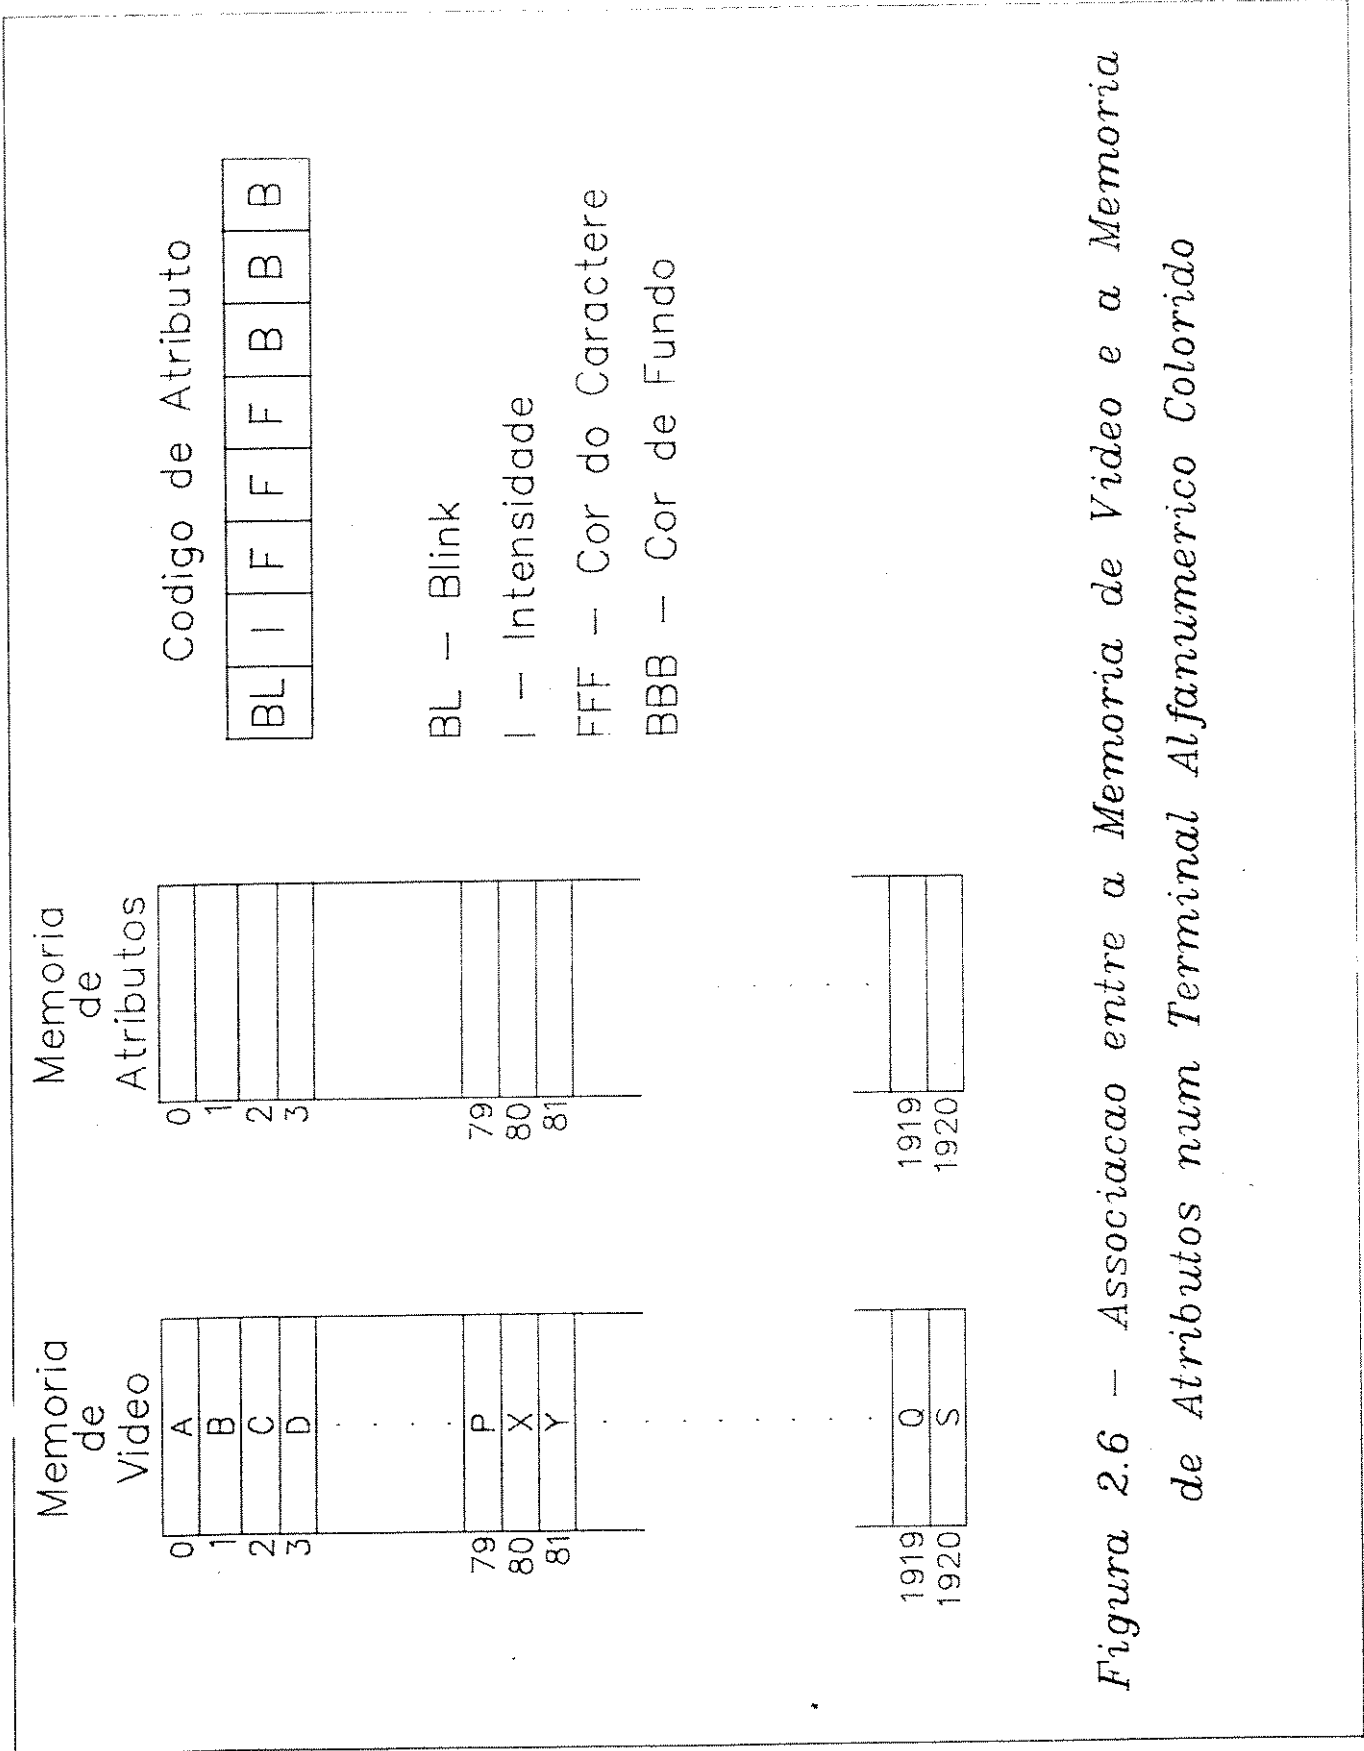 Memoria
de
Video
0 A
1 B
2 C
3 D
79 P
80 X
81 Y
1919 Q
1920 S
Memoria
de
Atributos
0
1
2
3
79
80
81
1919
1920
Codigo de Atributo
BL I F F F B B B
BL - Blink
I - Intensidade
FFF - Cor do Caractere
BBB - Cor de Fundo
Figura 2.6 - Associacao entre a Memoria de Video e a Memoria
de Atributos num Terminal Alfanumerico Colorido